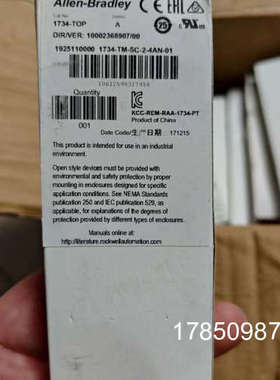 Allen-Bradley
1734-TOP A
DIR/VER: 10002368907/00
1925110000 1734-TM-5C-2-4AN-01
Quantity
001
KCC-REM-RAA-1734-PT
Product of China
Date Code/生产日期 171215
This product is intended to be used in an industrial
environment.
Open style devices must be provided with
environmental and safety protection by proper
mounting in enclosures designed for
specific application conditions. See NEMA Standards
publication 250 and IEC publication 529, as
applicable, for explanations of the degrees of
protection provided by different types of enclosures.
Manuals online at:
http://literature.rockwellautomation.com
17850987